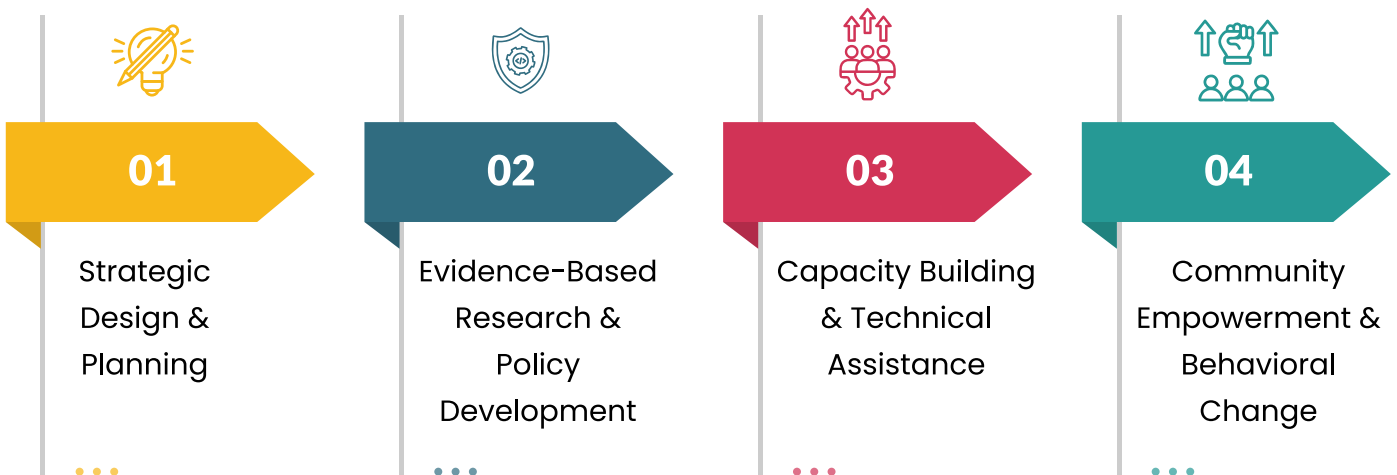 01
Strategic
Design &
Planning
02
Evidence-Based
Research &
Policy
Development
03
Capacity Building
& Technical
Assistance
04
Community
Empowerment &
Behavioral
Change